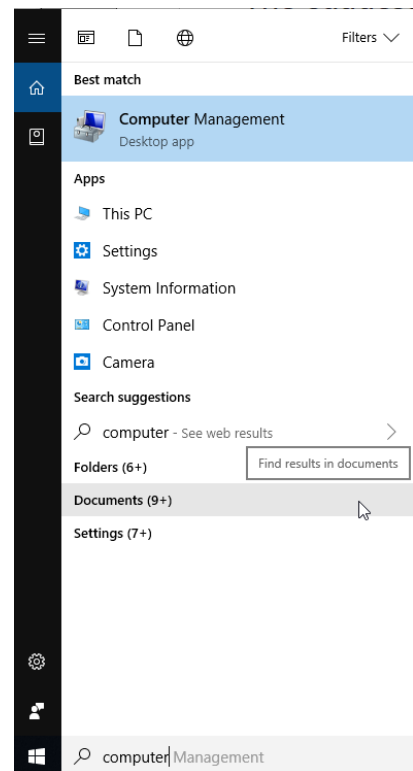 Filters
Best match
Computer Management
Desktop app
Apps
This PC
Settings
System Information
Control Panel
Camera
Search suggestions
computer - See web results
Folders (6+)
Find results in documents
Documents (9+)
Settings (7+)
computer Management